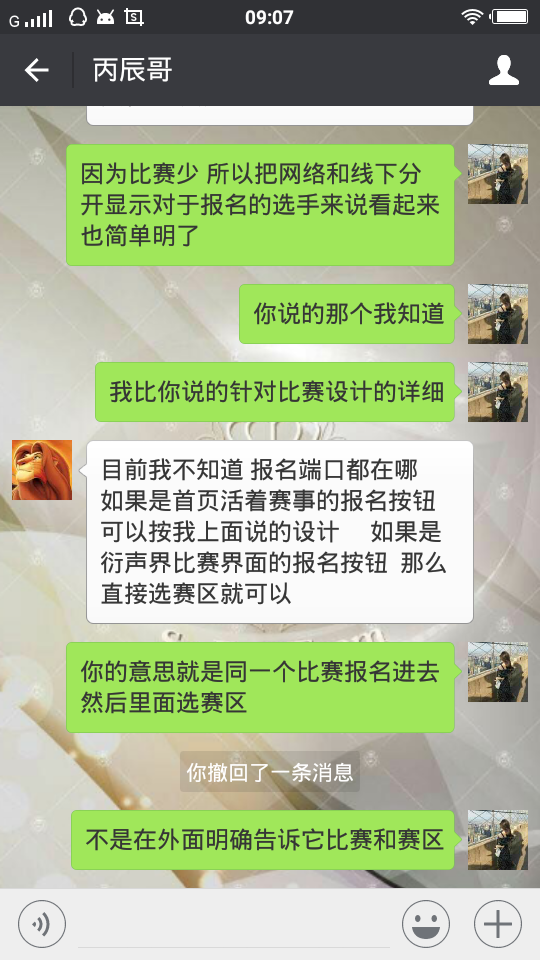 G
09:07
丙辰哥
因为比赛少 所以把网络和线下分
开显示对于报名的选手来说看起来
也简单明了
你说的那个我知道
我比你说的针对比赛设计的详细
目前我不知道 报名端口都在哪
如果是首页活着赛事的报名按钮
可以按我上面说的设计 如果是
衍声界比赛界面的报名按钮 那么
直接选赛区就可以
你的意思就是同一个比赛报名进去
然后里面选赛区
你撤回了一条消息
不是在外面明确告诉它比赛和赛区